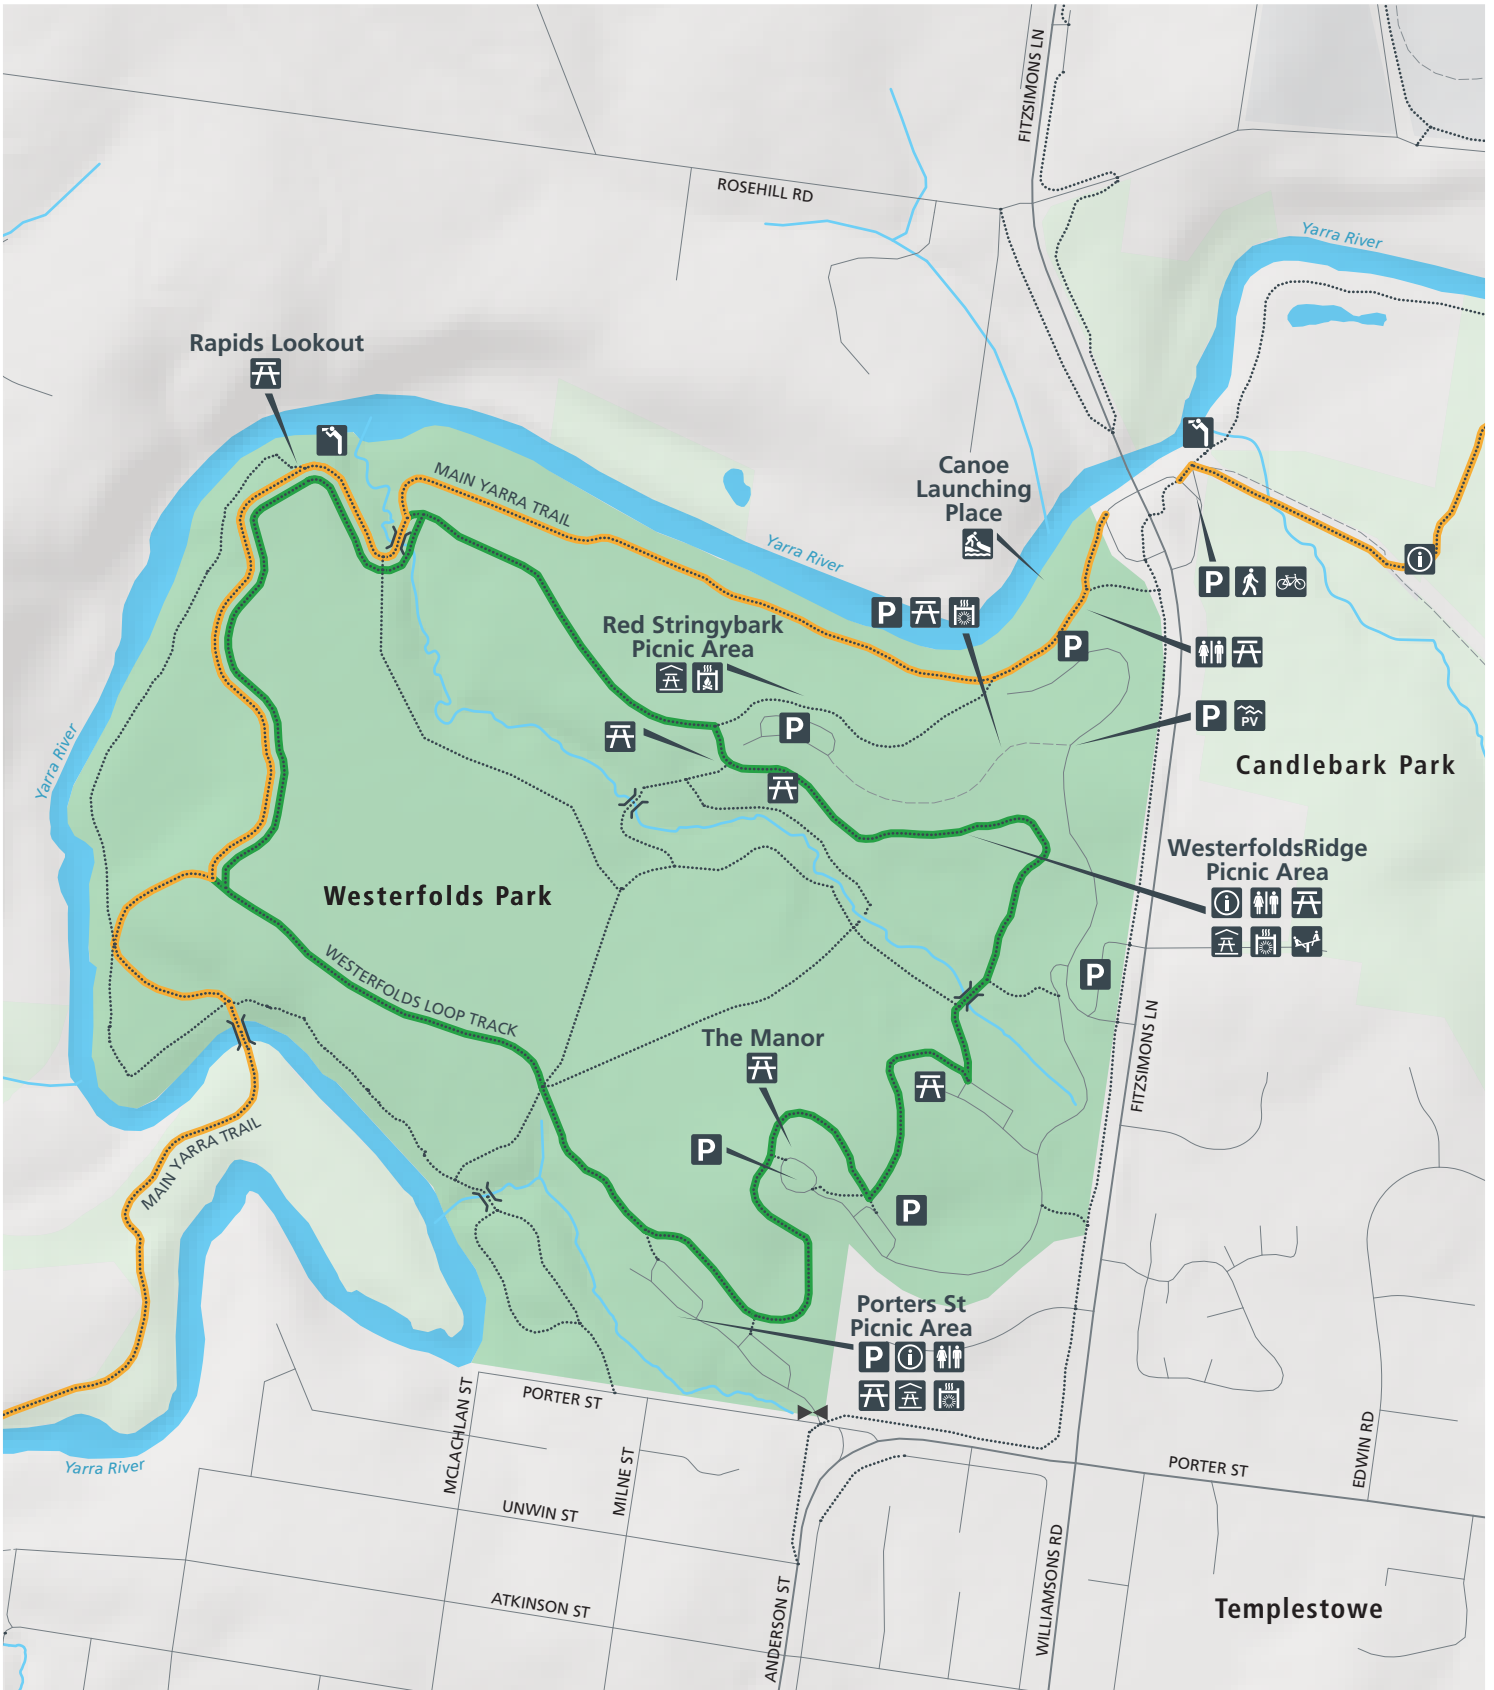 FITZSIMONS LN
ROSEHILL RD
Yarra River
Rapids Lookout
MAIN YARRA TRAIL
Canoe
Launching
Place
Yarra River
i
P
P
Red Stringybark
Picnic Area
P
P
PV
P
Yarra River
Candlebark Park
WesterfoldsRidge
Picnic Area
i
Westerfolds Park
WESTERFOLDS LOOP TRACK
P
The Manor
FITZSIMONS LN
MAIN YARRA TRAIL
P
P
Porters St
Picnic Area
P
i
MCLACHLAN ST
PORTER ST
Yarra River
MILNE ST
PORTER ST
EDWIN RD
UNWIN ST
WILLIAMSONS RD
ATKINSON ST
ANDERSON ST
Templestowe